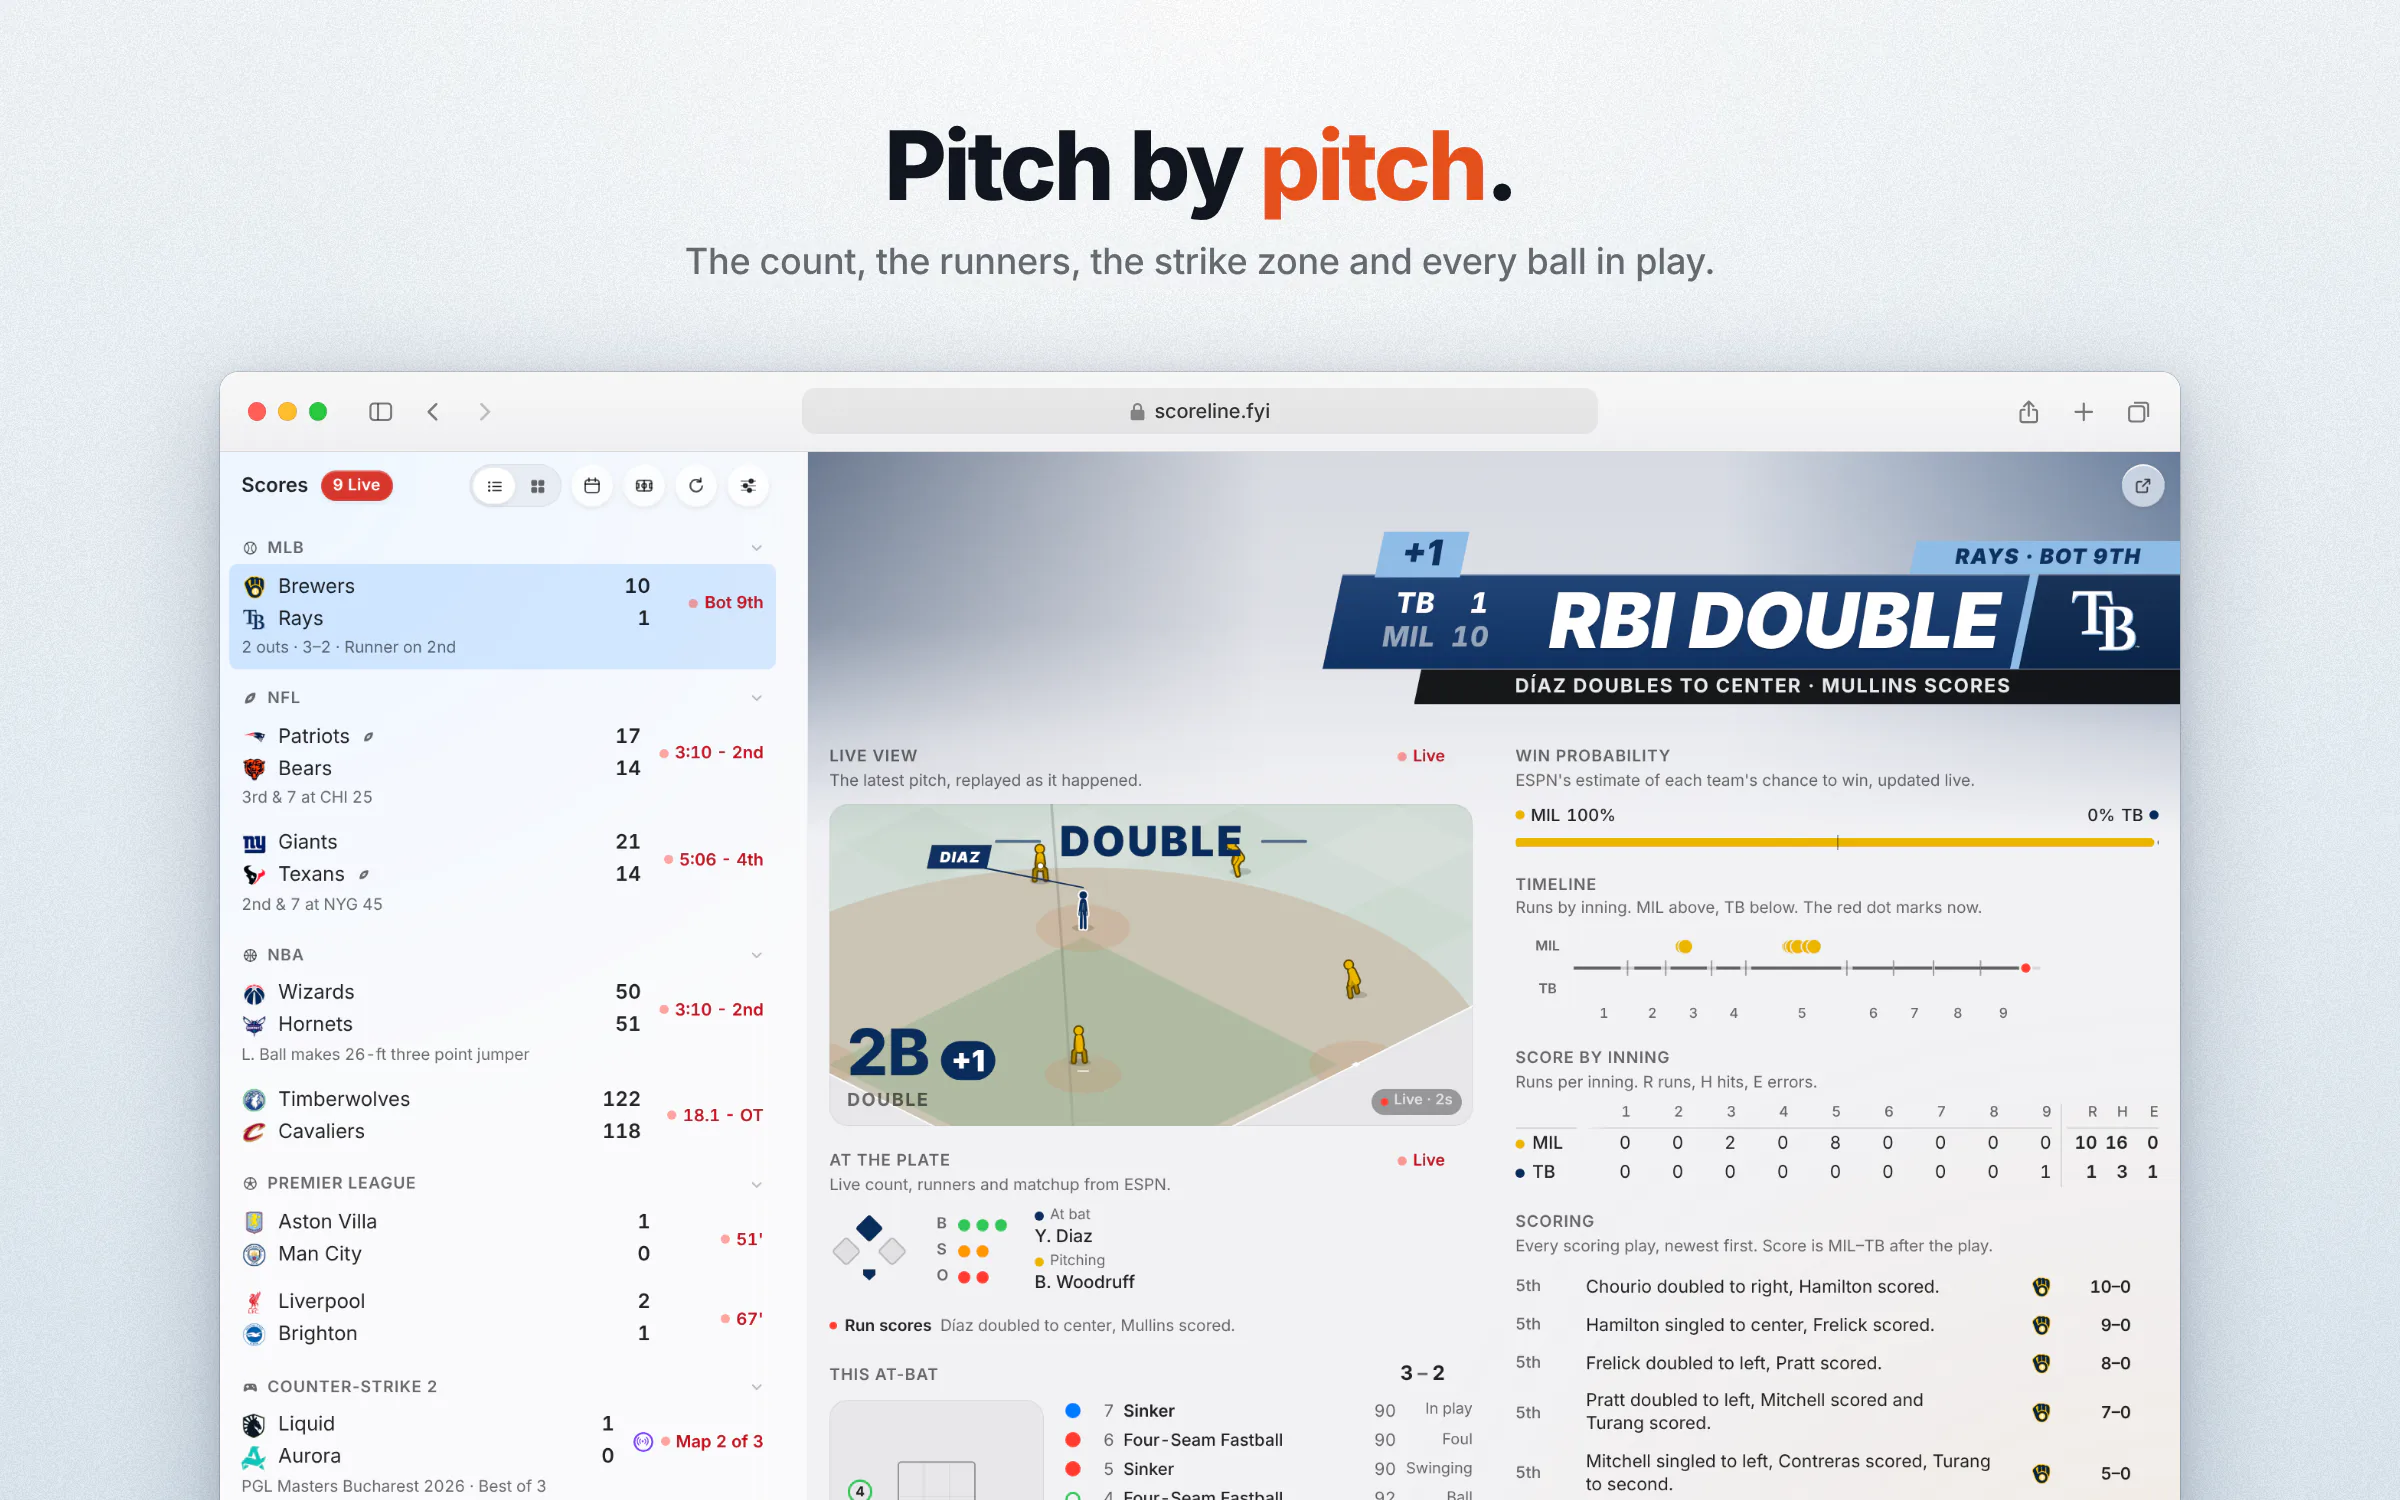 Pitch by pitch.
The count, the runners, the strike zone and every ball in play.
scoreline.fyi
Scores 9 Live
MLB
Brewers 10
Rays 1
Bot 9th
2 outs · 3–2 · Runner on 2nd
NFL
Patriots 17
Bears 14
3:10 - 2nd
3rd & 7 at CHI 25
Giants 21
Texans 14
5:06 - 4th
2nd & 7 at NYG 45
NBA
Wizards 50
Hornets 51
3:10 - 2nd
L. Ball makes 26-ft three point jumper
Timberwolves 122
Cavaliers 118
18.1 - OT
PREMIER LEAGUE
Aston Villa 1
Man City 0
51'
Liverpool 2
Brighton 1
67'
COUNTER-STRIKE 2
Liquid 1
Aurora 0
Map 2 of 3
PGL Masters Bucharest 2026 · Best of 3
+1
RAYS · BOT 9TH
TB 1
MIL 10
RBI DOUBLE
TB
DÍAZ DOUBLES TO CENTER · MULLINS SCORES
LIVE VIEW
Live
The latest pitch, replayed as it happened.
DOUBLE
DIAZ
2B +1
DOUBLE
Live · 2s
AT THE PLATE
Live
Live count, runners and matchup from ESPN.
B
S
O
At bat
Y. Diaz
Pitching
B. Woodruff
Run scores Díaz doubled to center, Mullins scored.
THIS AT-BAT 3 – 2
7 Sinker 90 In play
6 Four-Seam Fastball 90 Foul
5 Sinker 90 Swinging
4 Four-Seam Fastball 92 Ball
4
WIN PROBABILITY
ESPN's estimate of each team's chance to win, updated live.
MIL 100% 0% TB
TIMELINE
Runs by inning. MIL above, TB below. The red dot marks now.
MIL
TB
1 2 3 4 5 6 7 8 9
SCORE BY INNING
Runs per inning. R runs, H hits, E errors.
1 2 3 4 5 6 7 8 9 R H E
MIL 0 0 2 0 8 0 0 0 0 10 16 0
TB 0 0 0 0 0 0 0 0 1 1 3 1
SCORING
Every scoring play, newest first. Score is MIL–TB after the play.
5th Chourio doubled to right, Hamilton scored. 10–0
5th Hamilton singled to center, Frelick scored. 9–0
5th Frelick doubled to left, Pratt scored. 8–0
5th Pratt doubled to left, Mitchell scored and
Turang scored. 7–0
5th Mitchell singled to left, Contreras scored, Turang
to second. 5–0